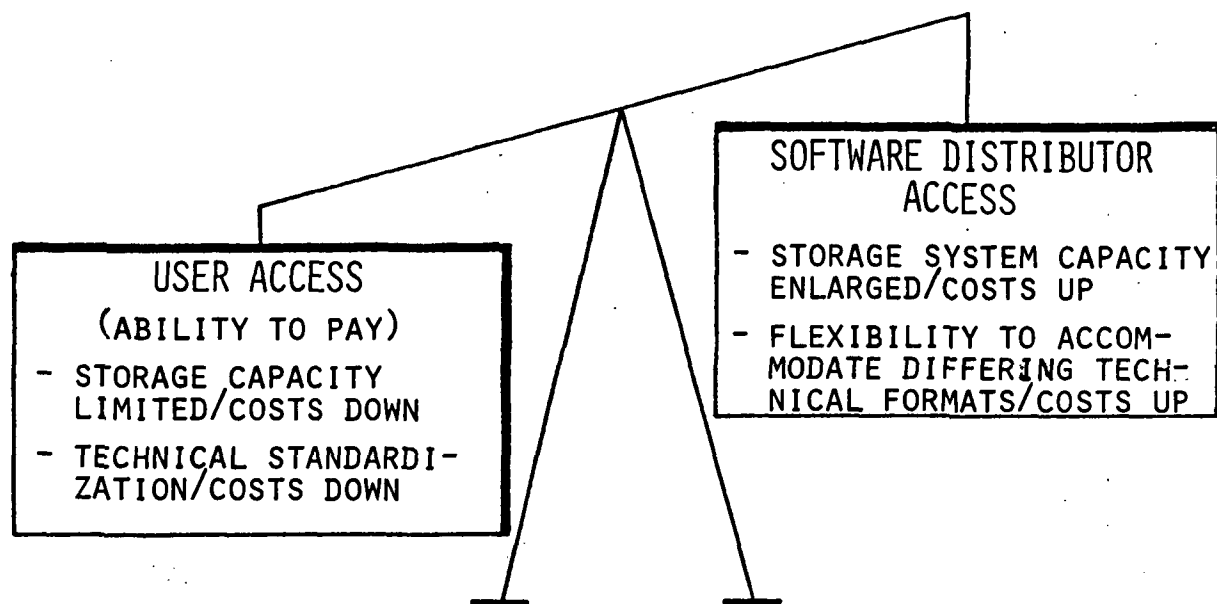 USER ACCESS
(ABILITY TO PAY)
- STORAGE CAPACITY
LIMITED/COSTS DOWN
- TECHNICAL STANDARDI-
ZATION/COSTS DOWN
SOFTWARE DISTRIBUTOR
ACCESS
- STORAGE SYSTEM CAPACITY
ENLARGED/COSTS UP
- FLEXIBILITY TO ACCOM-
MODATE DIFFERING TECH-
NICAL FORMATS/COSTS UP